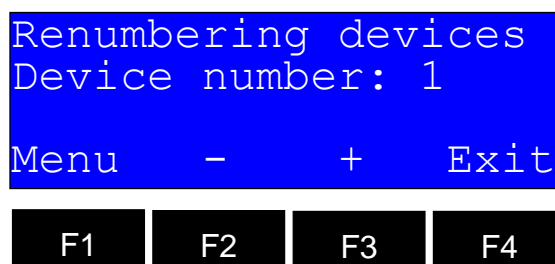 Renumbering devices
Device number: 1
Menu - + Exit
F1 F2 F3 F4